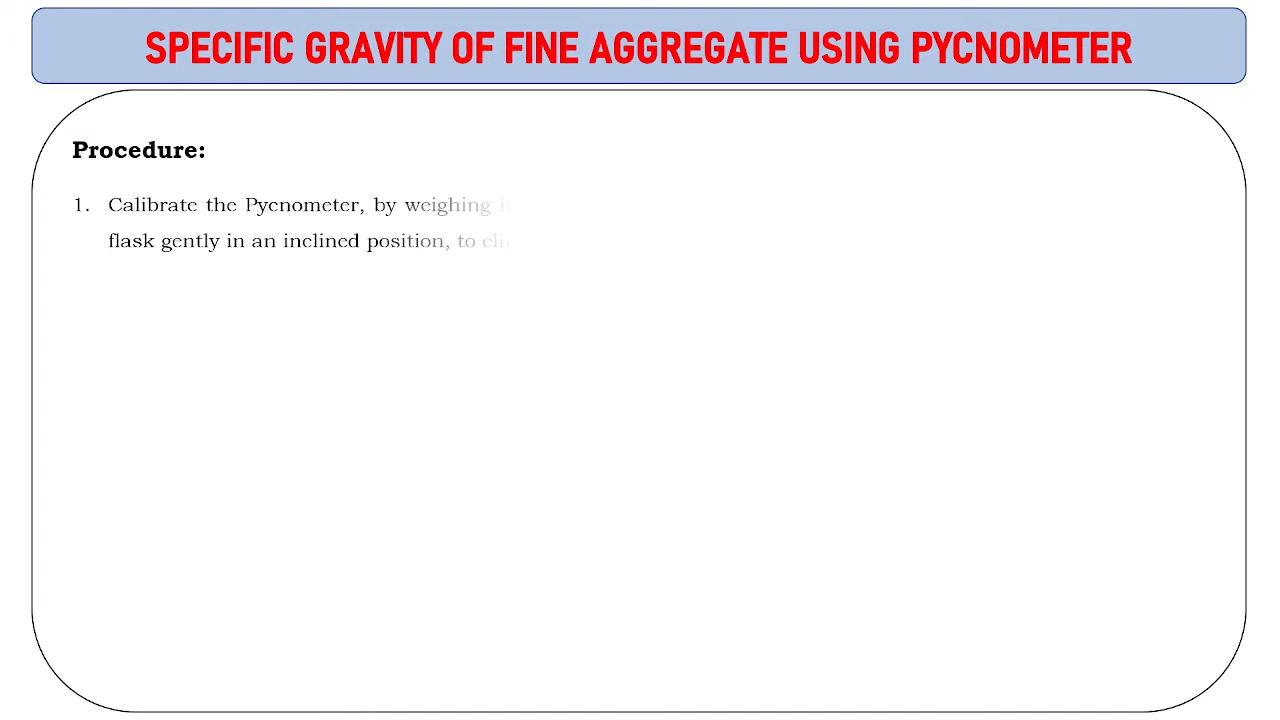 SPECIFIC GRAVITY OF FINE AGGREGATE USING PYCNOMETER
Procedure:
1. Calibrate the Pycnometer, by weighing
flask gently in an inclined position, to